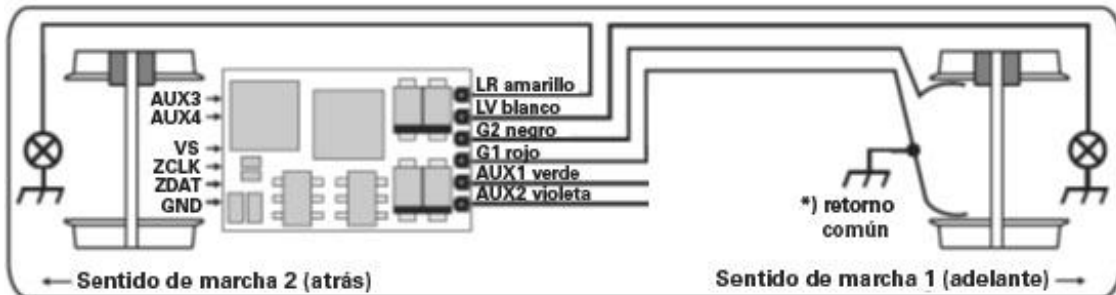 LR amarillo
LV blanco
G2 negro
G1 rojo
AUX1 verde
AUX2 violeta
AUX3
AUX4
VS
ZCLK
ZDAT
GND
*) retorno
común
Sentido de marcha 2 (atrás)
Sentido de marcha 1 (adelante)